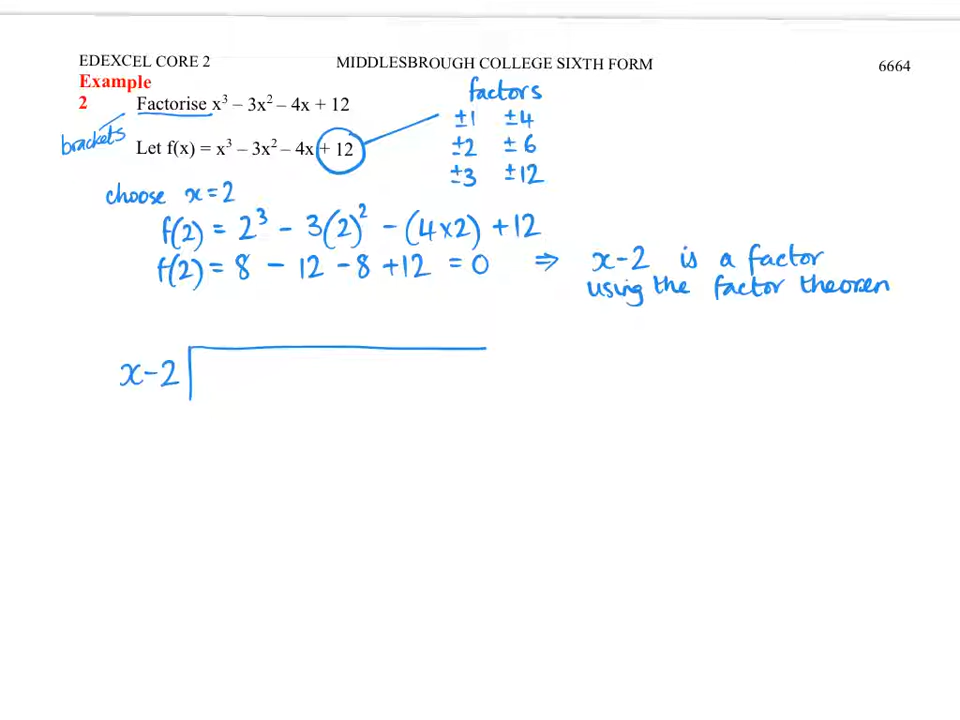 EDEXCEL CORE 2 MIDDLESBROUGH COLLEGE SIXTH FORM 6664
Example
2 Factorise x³ – 3x² – 4x + 12
factors
±1 ±4
brackets
Let f(x) = x³ – 3x² – 4x + 12
±2 ±6
±3 ±12
choose x = 2
f(2) = 2³ - 3(2)² - (4×2) + 12
f(2) = 8 - 12 - 8 + 12 = 0 ⇒ x-2 is a factor
using the factor theorem
x-2